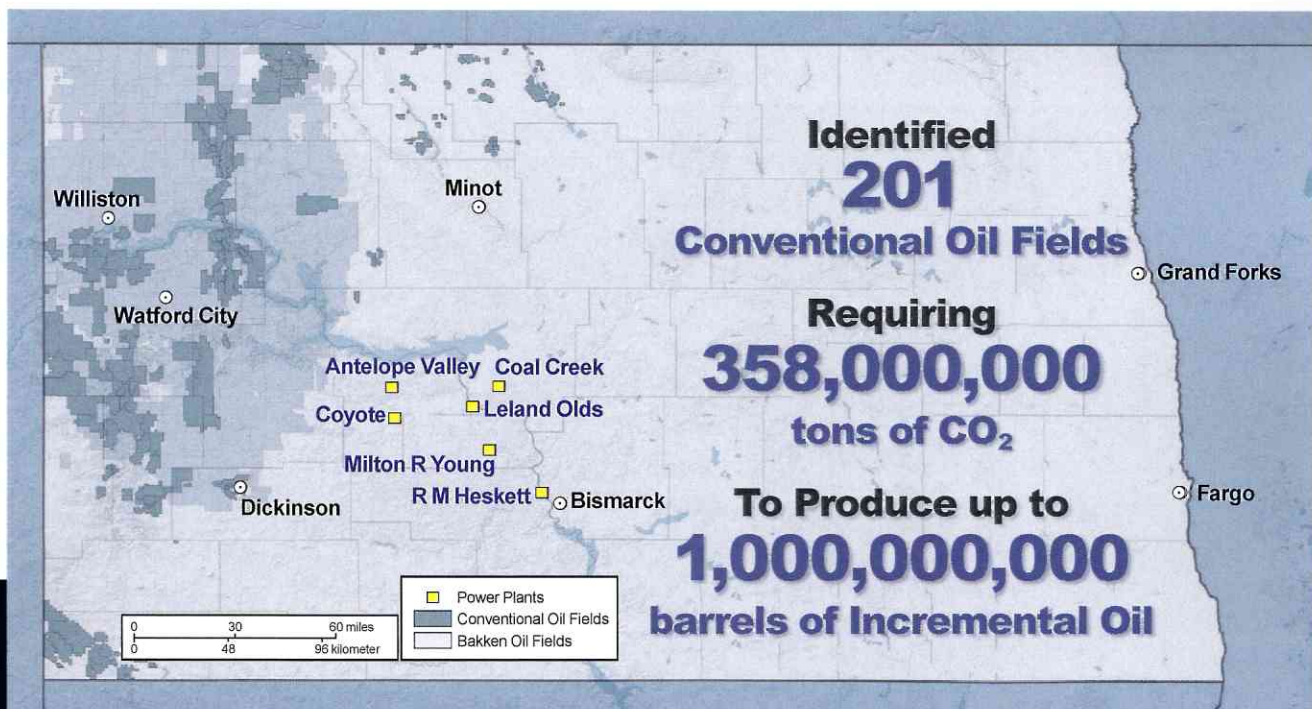 Identified
201
Conventional Oil Fields
Requiring
358,000,000
tons of CO₂
To Produce up to
1,000,000,000
barrels of Incremental Oil
Williston
Minot
Watford City
Grand Forks
Antelope Valley
Coal Creek
Coyote
Leland Olds
Milton R Young
R M Heskett
Bismarck
Dickinson
Fargo
0 30 60 miles
0 48 96 kilometer
Power Plants
Conventional Oil Fields
Bakken Oil Fields